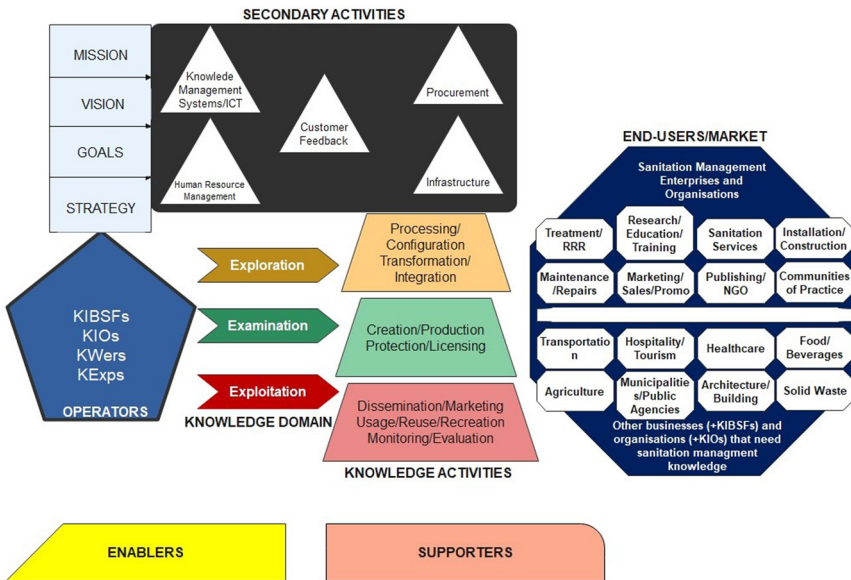 SECONDARY ACTIVITIES
MISSION
VISION
GOALS
STRATEGY
Knowlede
Management
Systems/ICT
Customer
Feedback
Procurement
Human Resource
Management
Infrastructure
KIBSFs
KIOs
KWers
KExps
OPERATORS
Exploration
Examination
Exploitation
KNOWLEDGE DOMAIN
Processing/
Configuration
Transformation/
Integration
Creation/Production
Protection/Licensing
Dissemination/Marketing
Usage/Reuse/Recreation
Monitoring/Evaluation
KNOWLEDGE ACTIVITIES
END-USERS/MARKET
Sanitation Management
Enterprises and
Organisations
Treatment/
RRR
Research/
Education/
Training
Sanitation
Services
Installation/
Construction
Maintenance
/Repairs
Marketing/
Sales/Promo
Publishing/
NGO
Communities
of Practice
Transportatio
n
Hospitality/
Tourism
Healthcare
Food/
Beverages
Agriculture
Municipalitie
s/Public
Agencies
Architecture/
Building
Solid Waste
Other businesses (+KIBSFs) and
organisations (+KIOs) that need
sanitation managment
knowledge
ENABLERS
SUPPORTERS